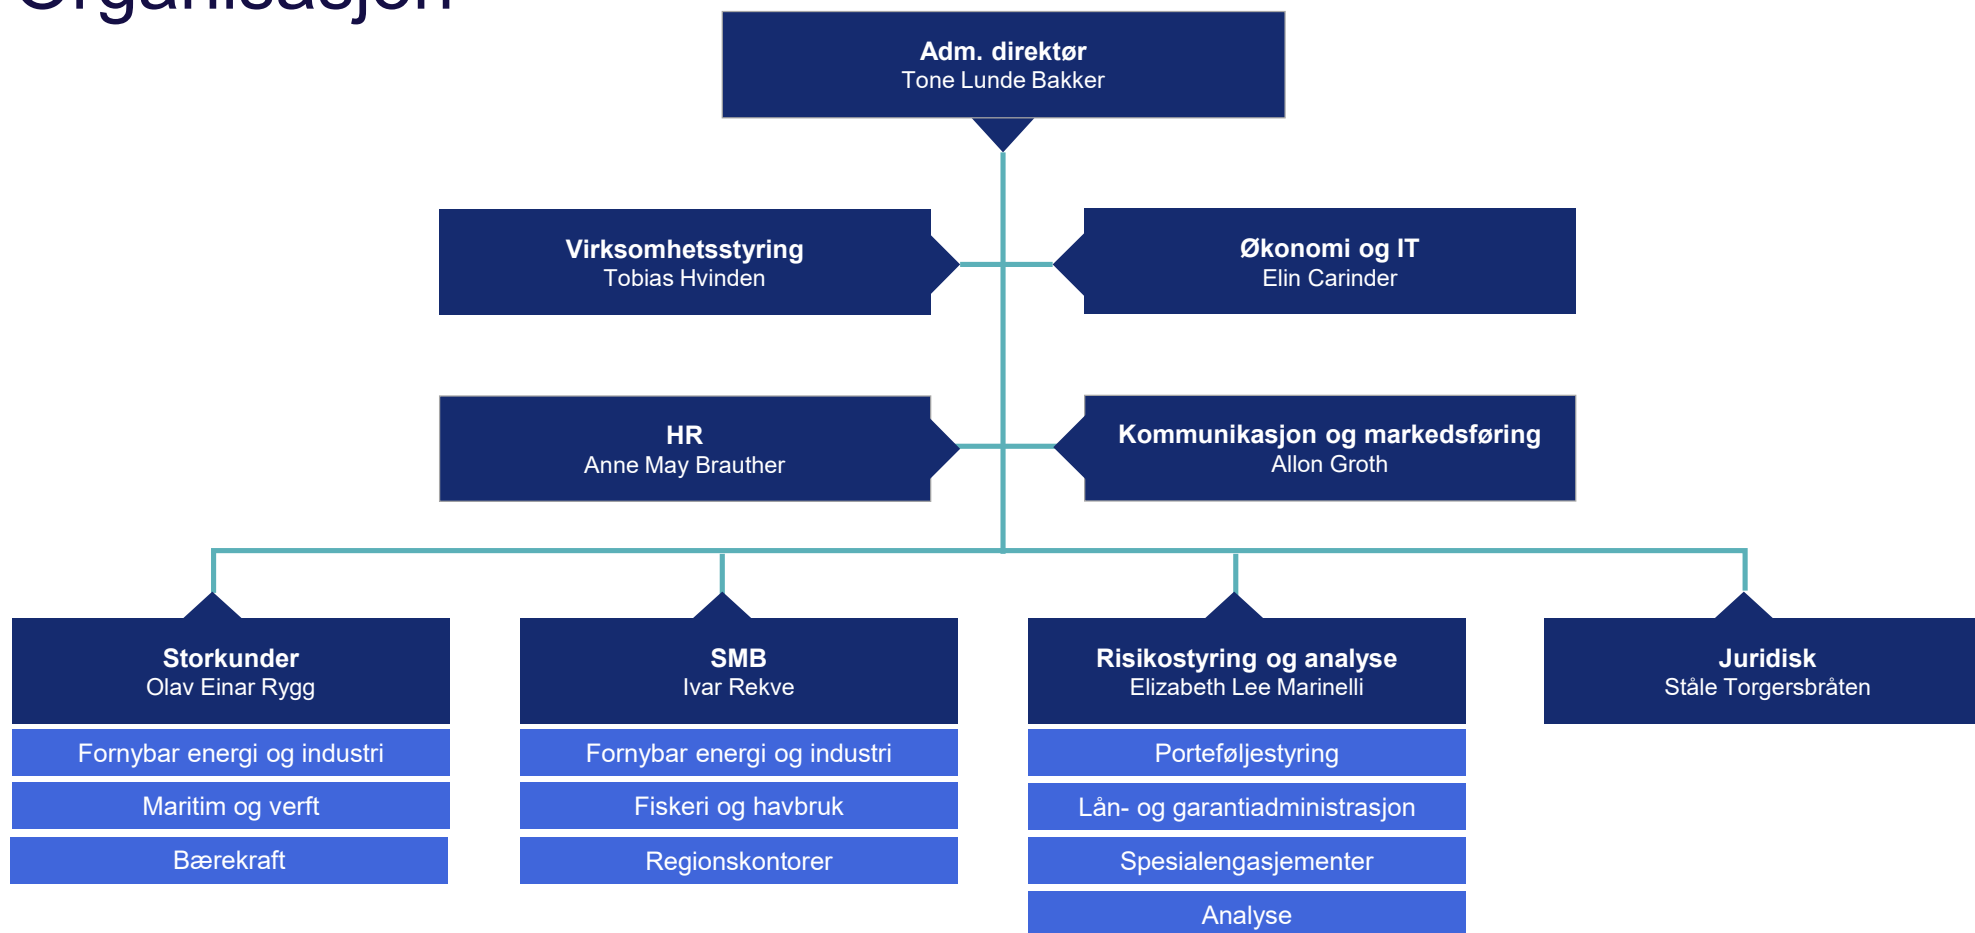 Organisasjon
Adm. direktør
Tone Lunde Bakker
Virksomhetsstyring
Tobias Hvinden
Økonomi og IT
Elin Carinder
HR
Anne May Brauther
Kommunikasjon og markedsføring
Allon Groth
Storkunder
Olav Einar Rygg
Fornybar energi og industri
Maritim og verft
Bærekraft
SMB
Ivar Rekve
Fornybar energi og industri
Fiskeri og havbruk
Regionskontorer
Risikostyring og analyse
Elizabeth Lee Marinelli
Porteføljestyring
Lån- og garantiadministrasjon
Spesialengasjementer
Analyse
Juridisk
Ståle Torgersbråten